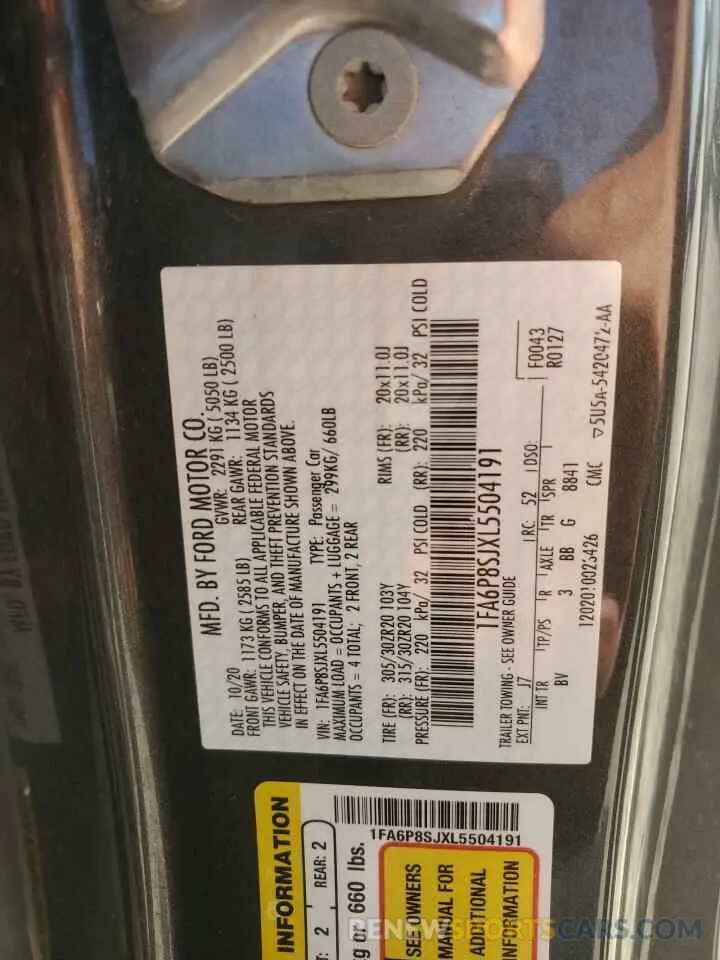 MFD. BY FORD MOTOR CO.
DATE: 10/20 GVWR: 2291 KG ( 5050 LB)
FRONT GAWR: 1173 KG ( 2585 LB) REAR GAWR: 1134 KG ( 2500 LB)
THIS VEHICLE CONFORMS TO ALL APPLICABLE FEDERAL MOTOR
VEHICLE SAFETY, BUMPER, AND THEFT PREVENTION STANDARDS
IN EFFECT ON THE DATE OF MANUFACTURE SHOWN ABOVE.
VIN: 1FA6P8SJXL5504191 TYPE: Passenger Car
MAXIMUM LOAD = OCCUPANTS + LUGGAGE = 299KG/ 660LB
OCCUPANTS = 4 TOTAL; 2 FRONT, 2 REAR
TIRE (FR): 305/30ZR20 103Y RIMS (FR): 20x11.0J
(RR): 315/30ZR20 104Y (RR): 20x11.0J
PRESSURE (FR): 220 kPa/ 32 PSI COLD (RR): 220 kPa/ 32 PSI COLD
1FA6P8SJXL5504191
TRAILER TOWING - SEE OWNER GUIDE
EXT PNT: J7 RC: 52 DSO: F0043
R0127
INT TR TP/PS R AXLE TR SPR
BV 3 BB G 8841
CMC ▽5USA-5420472-AA
INFORMATION
2 REAR: 2
660 lbs.
1FA6P8SJXL5504191
SEE OWNERS
MANUAL FOR
ADDITIONAL
INFORMATION
RENEWSPORTSCARS.COM